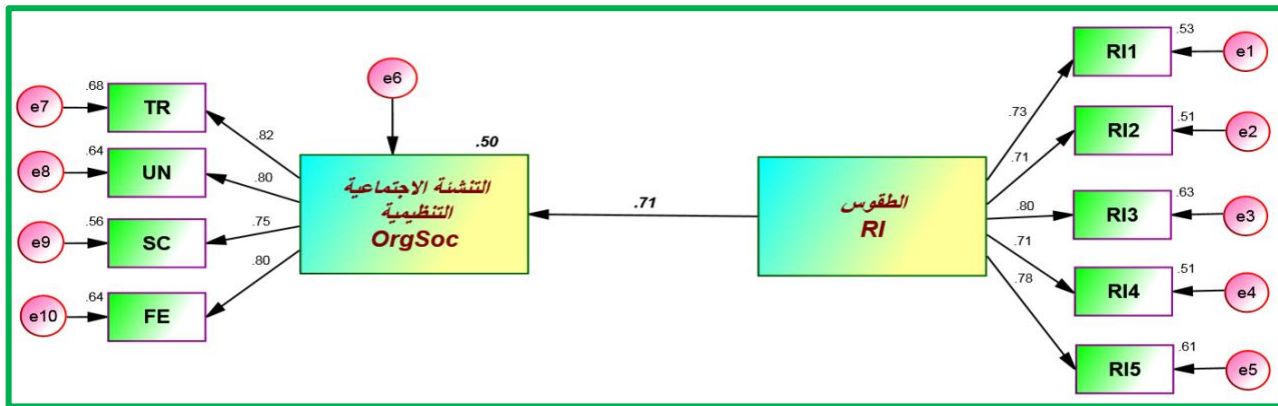 e7
.68
TR
e8
.64
UN
e9
.56
SC
e10
.64
FE
.82
.80
.75
.80
e6
.50
التنشئة الاجتماعية
التنظيمية
OrgSoc
.71
الطقوس
RI
.73
.71
.80
.71
.78
RI1
.53
e1
RI2
.51
e2
RI3
.63
e3
RI4
.51
e4
RI5
.61
e5